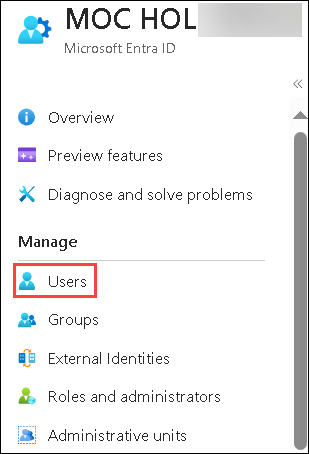 MOC HOL
Microsoft Entra ID
«
Overview
Preview features
Diagnose and solve problems
Manage
Users
Groups
External Identities
Roles and administrators
Administrative units